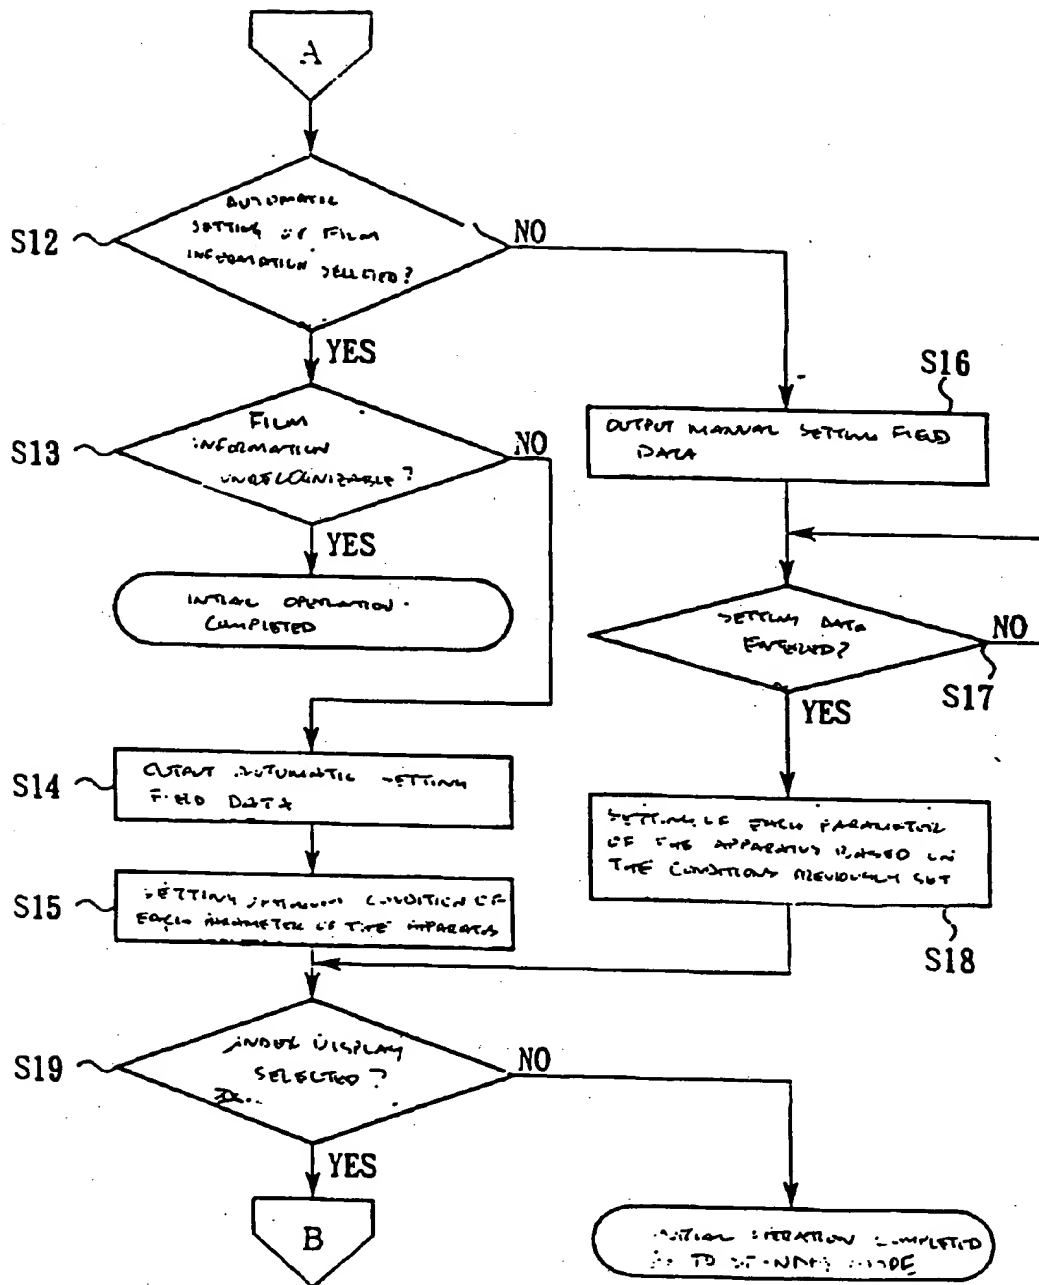 A
S12
AUTOMATIC
SETTING OF FILM
INFORMATION SELECTED?
NO
YES
S13
FILM
INFORMATION
UNRECOGNIZABLE?
NO
YES
INITIAL OPERATION
COMPLETED
S16
OUTPUT MANUAL SETTING FIELD
DATA
SETTING DATA
ENTERED?
NO
S17
YES
S14
OUTPUT AUTOMATIC SETTING
FIELD DATA
S15
SETTING OPTIMUM CONDITION OF
EACH PARAMETER OF THE APPARATUS
SETTING OF EACH PARAMETER
OF THE APPARATUS BASED ON
THE CONDITIONS PREVIOUSLY SET
S18
S19
INDEX DISPLAY
SELECTED?
NO
YES
B
INITIAL OPERATION COMPLETED
TO MODE